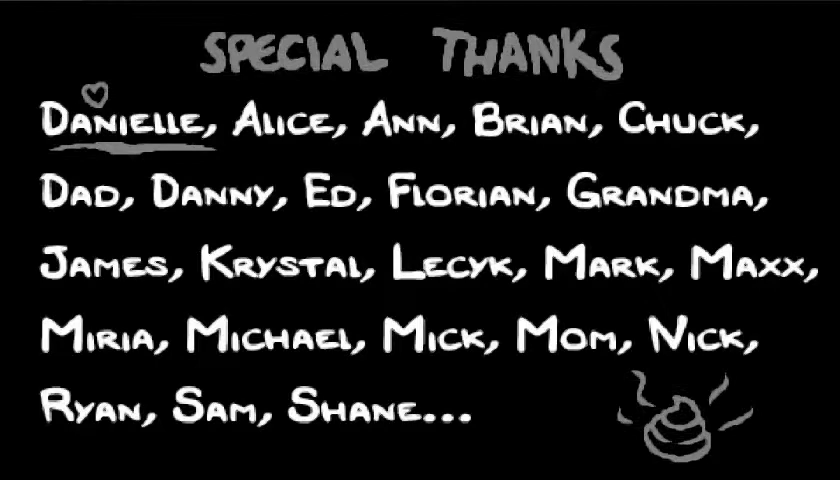 SPECIAL THANKS
DANIELLE, ALICE, ANN, BRIAN, CHUCK,
DAD, DANNY, ED, FLORIAN, GRANDMA,
JAMES, KRYSTAL, LECYK, MARK, MAXX,
MIRIA, MICHAEL, MICK, MOM, NICK,
RYAN, SAM, SHANE...